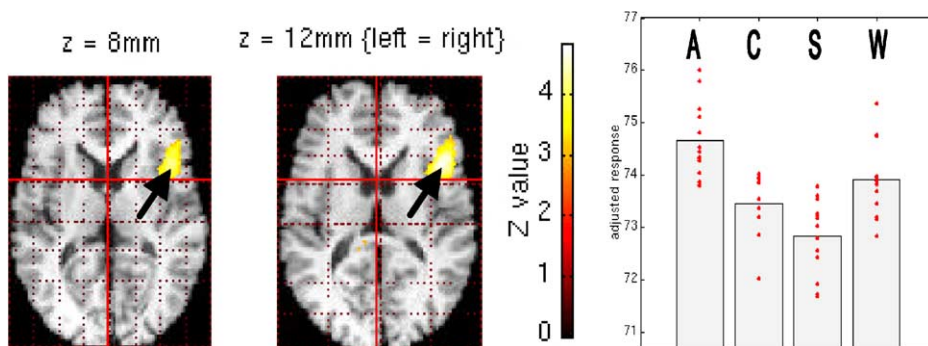 z = 8mm
z = 12mm {left = right}
Z value
4
3
2
1
0
adjusted response
77
76
75
74
73
72
71
A C S W